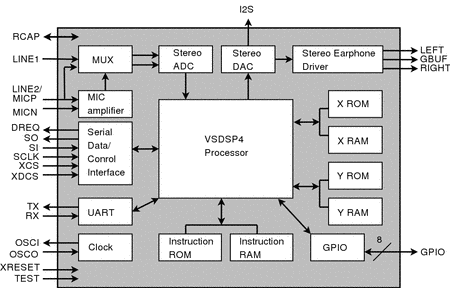 I2S
RCAP
LINE1
LINE2/
MICP
MICN
DREQ
SO
SI
SCLK
XCS
XDCS
TX
RX
OSCI
OSCO
XRESET
TEST
MUX
Stereo
ADC
Stereo
DAC
Stereo Earphone
Driver
LEFT
GBUF
RIGHT
MIC
amplifier
Serial
Data/
Conrol
Interface
VSDSP4
Processor
X ROM
X RAM
Y ROM
Y RAM
UART
Clock
Instruction
ROM
Instruction
RAM
GPIO
8
GPIO